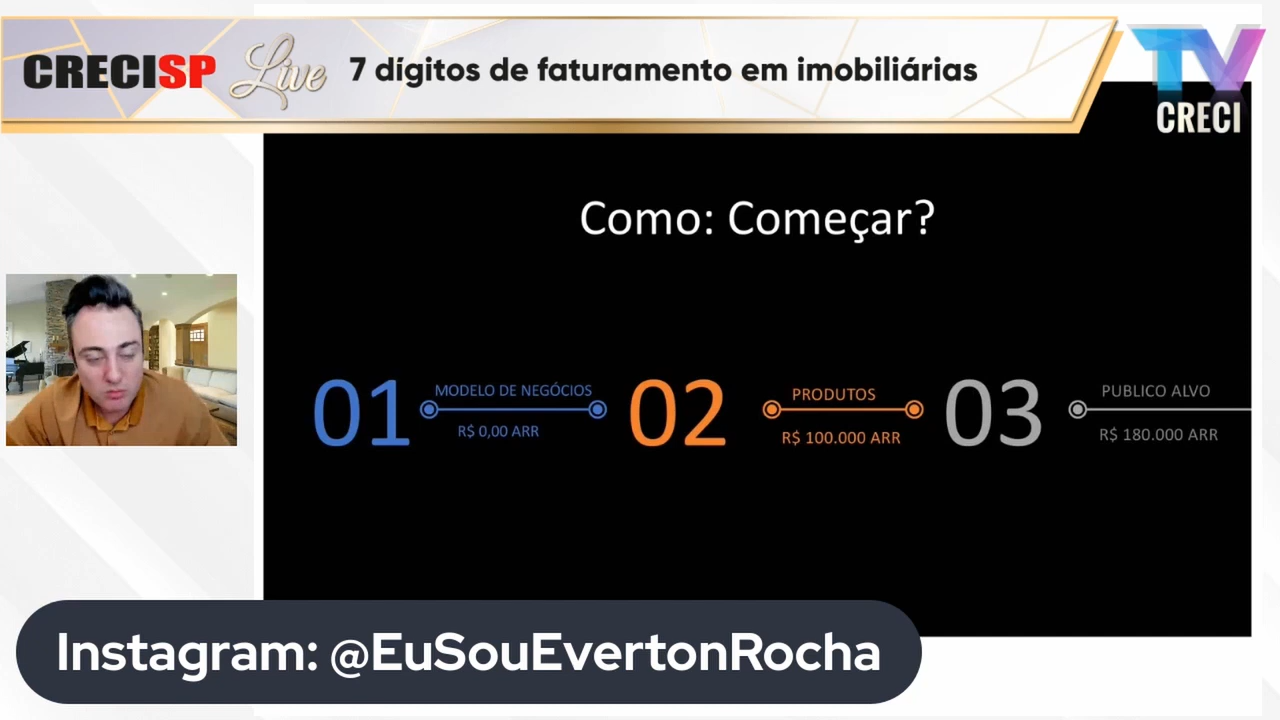 CRECISP Live 7 dígitos de faturamento em imobiliárias
TV
CRECI
Como: Começar?
01
MODELO DE NEGÓCIOS
R$ 0,00 ARR
02
PRODUTOS
R$ 100.000 ARR
03
PUBLICO ALVO
R$ 180.000 ARR
Instagram: @EuSouEvertonRocha